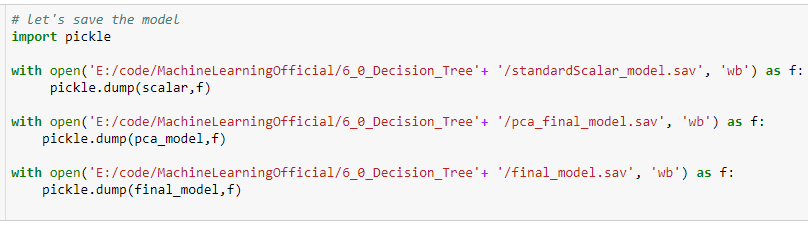 # let's save the model
import pickle
with open('E:/code/MachineLearningOfficial/6_0_Decision_Tree'+ '/standardScalar_model.sav', 'wb') as f:
pickle.dump(scalar,f)
with open('E:/code/MachineLearningOfficial/6_0_Decision_Tree'+ '/pca_final_model.sav', 'wb') as f:
pickle.dump(pca_model,f)
with open('E:/code/MachineLearningOfficial/6_0_Decision_Tree'+ '/final_model.sav', 'wb') as f:
pickle.dump(final_model,f)